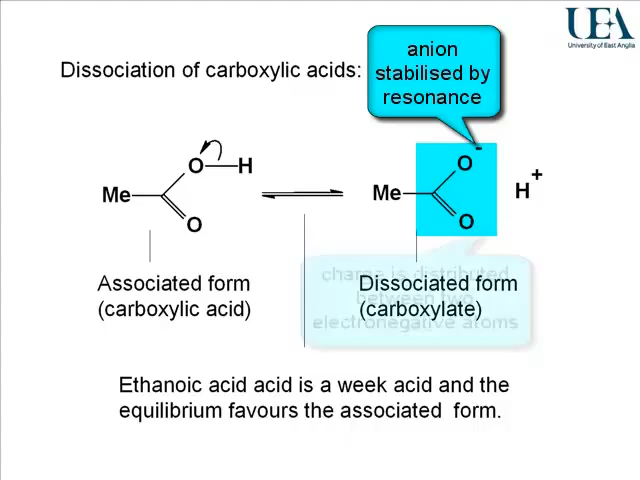 UEA
University of East Anglia
Dissociation of carboxylic acids:
anion
stabilised by
resonance
O
H
Me
O
O-
Me
O
H+
Associated form
(carboxylic acid)
Dissociated form
(carboxylate)
charge is distributed
between two
electronegative atoms
Ethanoic acid acid is a week acid and the
equilibrium favours the associated form.